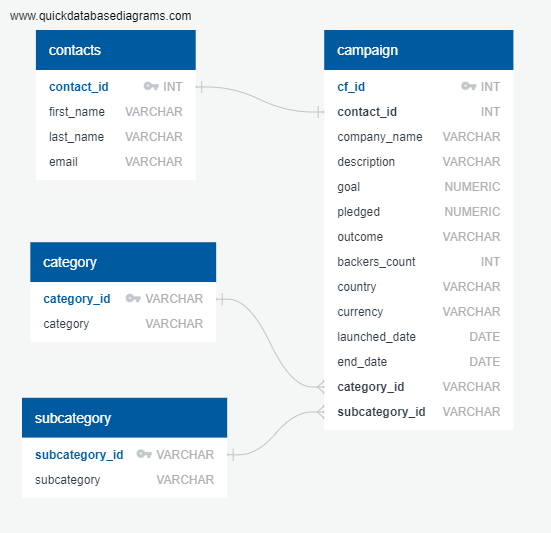 www.quickdatabasediagrams.com
contacts
contact_id INT
first_name VARCHAR
last_name VARCHAR
email VARCHAR
campaign
cf_id INT
contact_id INT
company_name VARCHAR
description VARCHAR
goal NUMERIC
pledged NUMERIC
outcome VARCHAR
backers_count INT
country VARCHAR
currency VARCHAR
launched_date DATE
end_date DATE
category_id VARCHAR
subcategory_id VARCHAR
category
category_id VARCHAR
category VARCHAR
subcategory
subcategory_id VARCHAR
subcategory VARCHAR